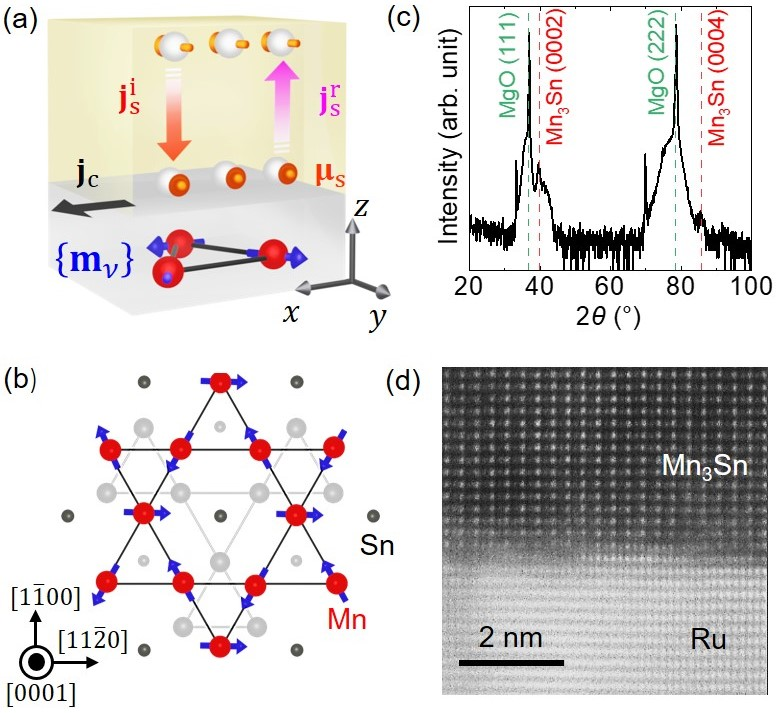 (a)
j_s^i
j_s^r
j_c
μ_s
{m_ν}
z
x
y
(c)
Intensity (arb. unit)
MgO (111)
Mn₃Sn (0002)
MgO (222)
Mn₃Sn (0004)
20 40 60 80 100
2θ (°)
(b)
Sn
Mn
[11̄00]
[112̄0]
[0001]
(d)
Mn₃Sn
Ru
2 nm